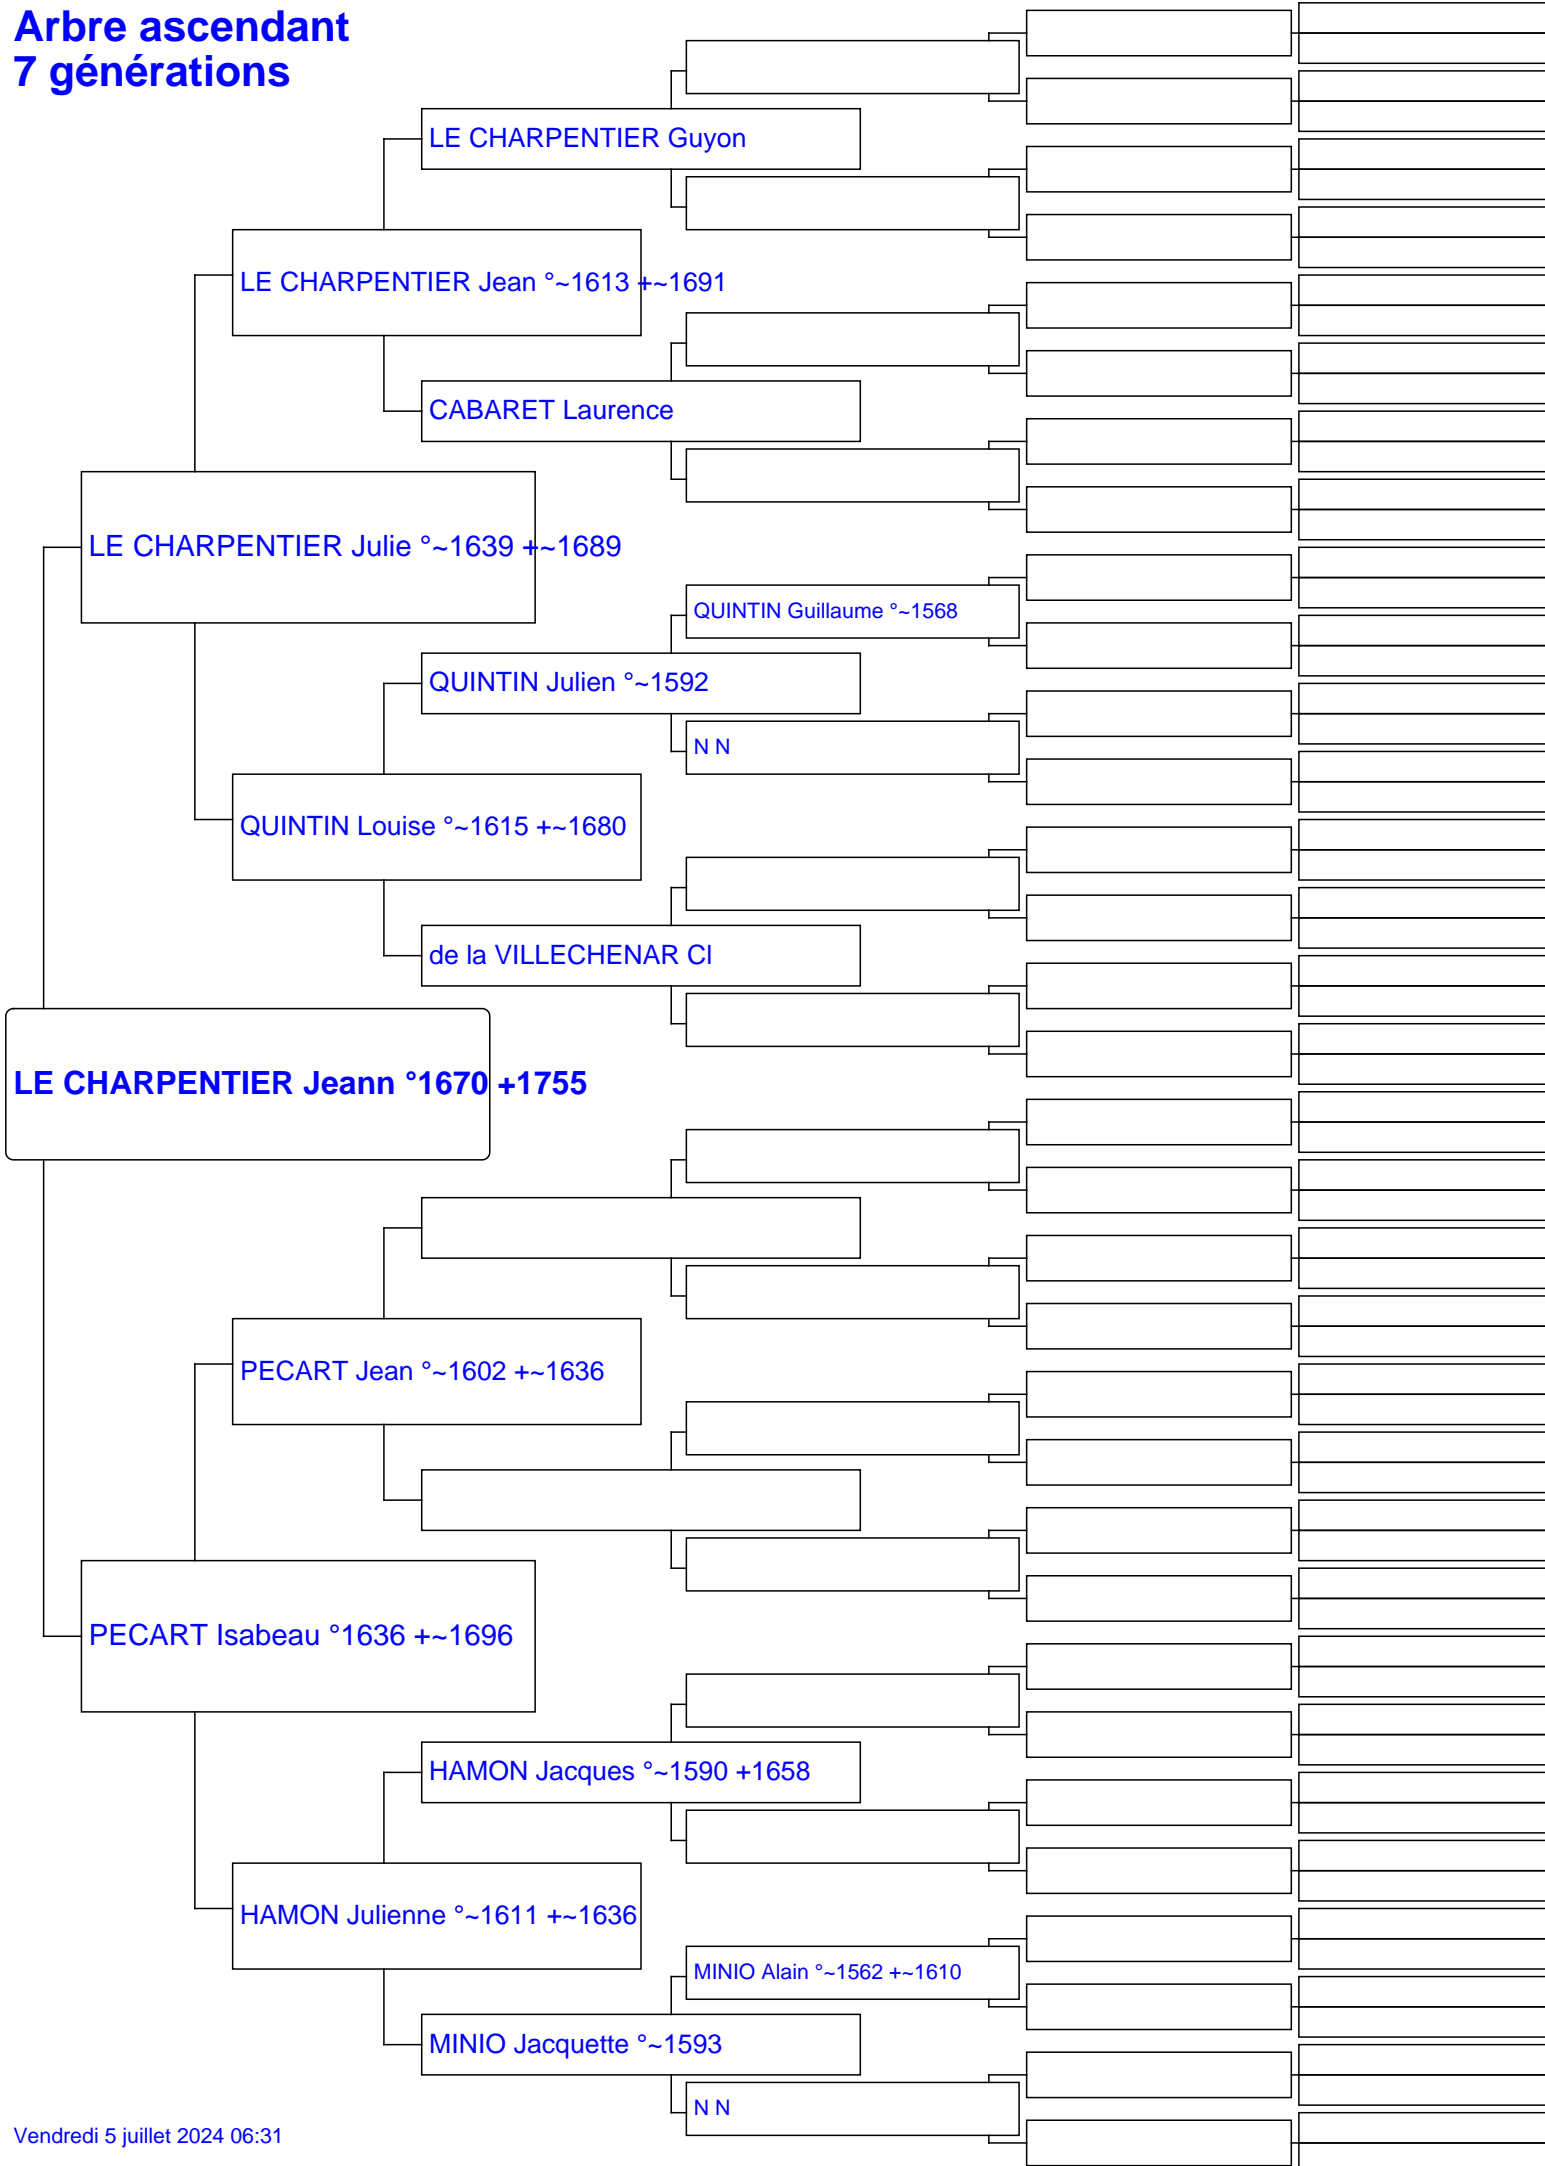 Arbre ascendant
7 générations
LE CHARPENTIER Guyon
LE CHARPENTIER Jean °~1613 +~1691
CABARET Laurence
LE CHARPENTIER Julie °~1639 +~1689
QUINTIN Guillaume °~1568
QUINTIN Julien °~1592
N N
QUINTIN Louise °~1615 +~1680
de la VILLECHENAR Cl
LE CHARPENTIER Jeann °1670 +1755
PECART Jean °~1602 +~1636
PECART Isabeau °1636 +~1696
HAMON Jacques °~1590 +1658
HAMON Julienne °~1611 +~1636
MINIO Alain °~1562 +~1610
MINIO Jacquette °~1593
N N
Vendredi 5 juillet 2024 06:31